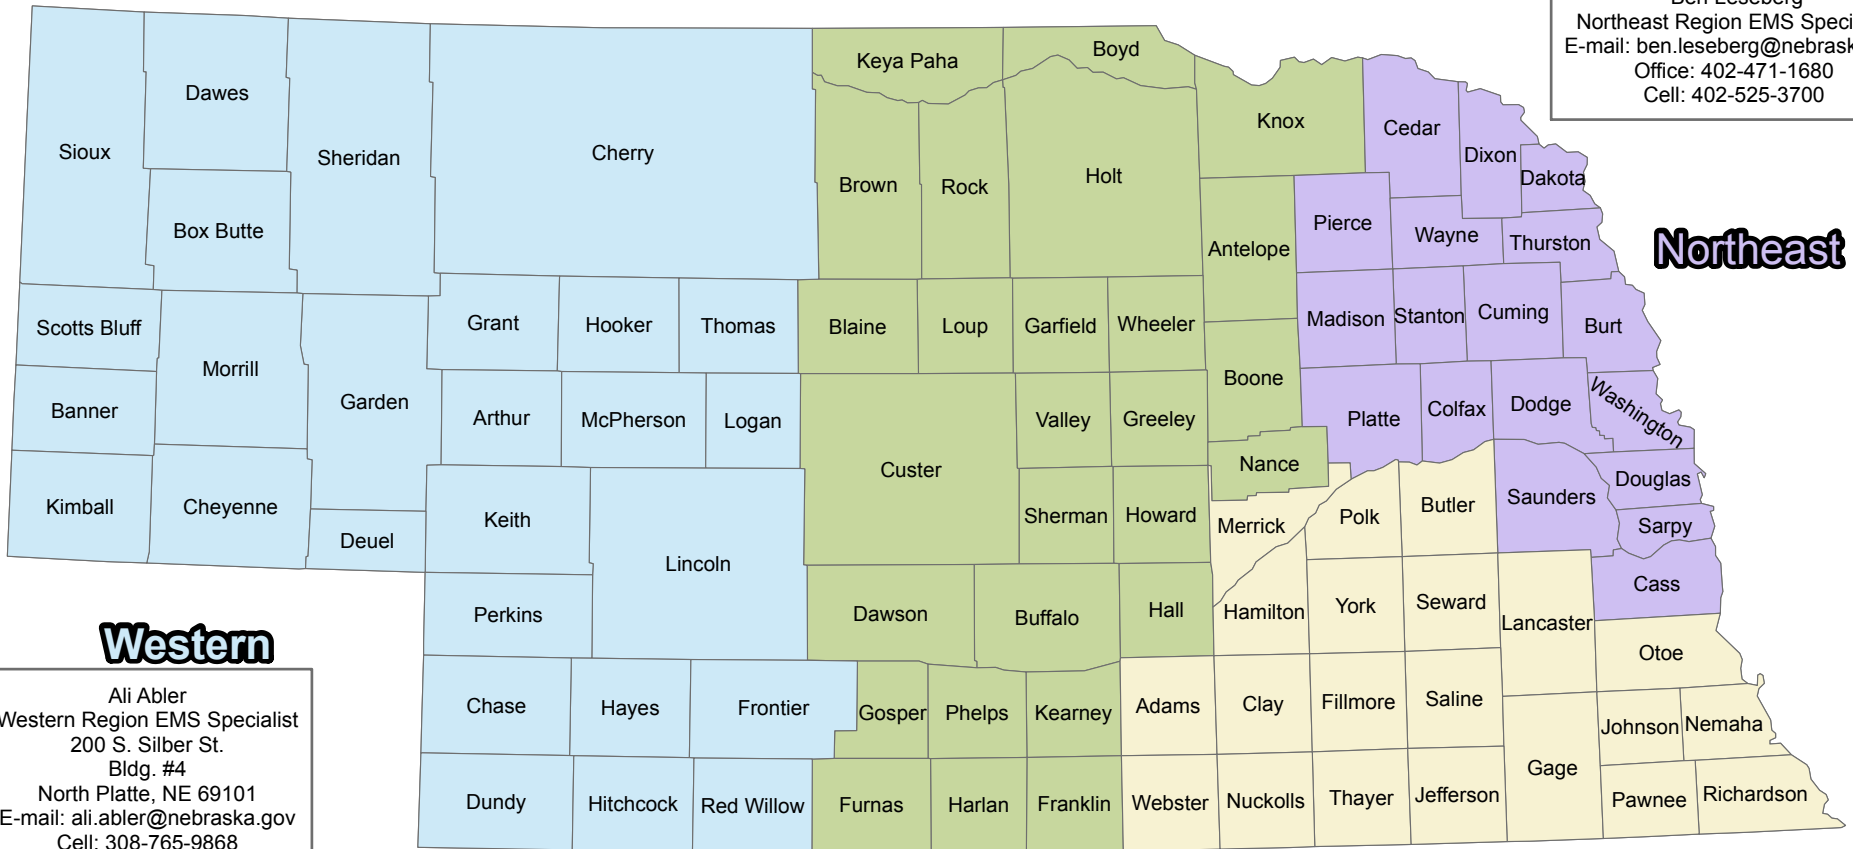 Ben Leseberg
Northeast Region EMS Speci
E-mail: ben.leseberg@nebrask
Office: 402-471-1680
Cell: 402-525-3700
Northeast
Keya Paha
Boyd
Dawes
Knox
Cedar
Sioux
Sheridan
Cherry
Dixon
Dakota
Brown
Rock
Holt
Box Butte
Pierce
Wayne
Thurston
Antelope
Scotts Bluff
Grant
Hooker
Thomas
Blaine
Loup
Garfield
Wheeler
Madison
Stanton
Cuming
Burt
Morrill
Boone
Banner
Garden
Arthur
McPherson
Logan
Valley
Greeley
Platte
Colfax
Dodge
Washington
Custer
Nance
Kimball
Cheyenne
Keith
Sherman
Howard
Merrick
Polk
Butler
Saunders
Douglas
Sarpy
Deuel
Lincoln
Perkins
Dawson
Buffalo
Hall
Hamilton
York
Seward
Lancaster
Cass
Otoe
Chase
Hayes
Frontier
Gosper
Phelps
Kearney
Adams
Clay
Fillmore
Saline
Johnson
Nemaha
Dundy
Hitchcock
Red Willow
Furnas
Harlan
Franklin
Webster
Nuckolls
Thayer
Jefferson
Gage
Pawnee
Richardson
Western
Ali Abler
Western Region EMS Specialist
200 S. Silber St.
Bldg. #4
North Platte, NE 69101
E-mail: ali.abler@nebraska.gov
Cell: 308-765-9868